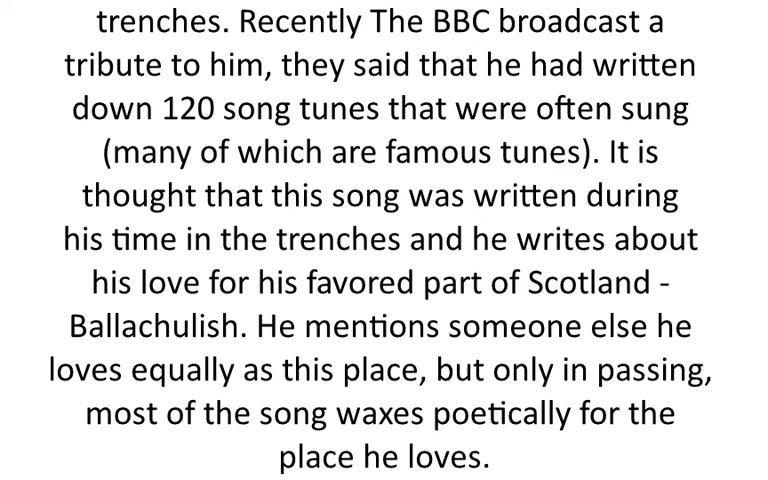 trenches. Recently The BBC broadcast a
tribute to him, they said that he had written
down 120 song tunes that were often sung
(many of which are famous tunes). It is
thought that this song was written during
his time in the trenches and he writes about
his love for his favored part of Scotland -
Ballachulish. He mentions someone else he
loves equally as this place, but only in passing,
most of the song waxes poetically for the
place he loves.